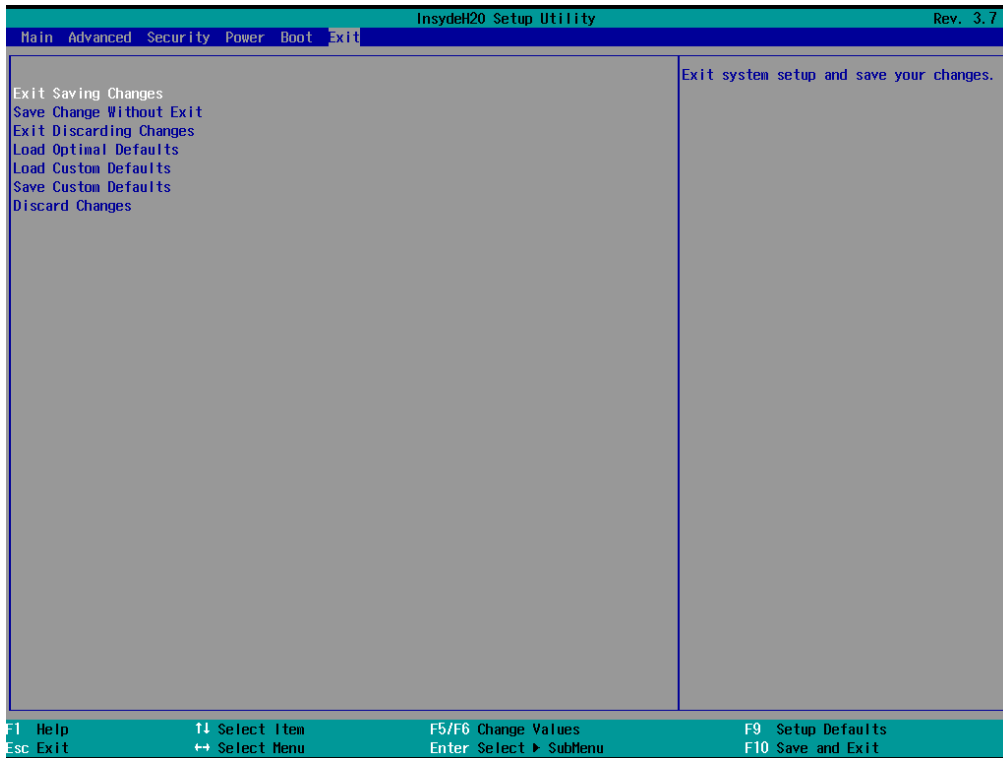 InsydeH20 Setup Utility Rev. 3.7
Main Advanced Security Power Boot Exit
Exit Saving Changes
Save Change Without Exit
Exit Discarding Changes
Load Optimal Defaults
Load Custom Defaults
Save Custom Defaults
Discard Changes
Exit system setup and save your changes.
F1 Help ↑↓ Select Item F5/F6 Change Values F9 Setup Defaults
Esc Exit ↔ Select Menu Enter Select ▶ SubMenu F10 Save and Exit